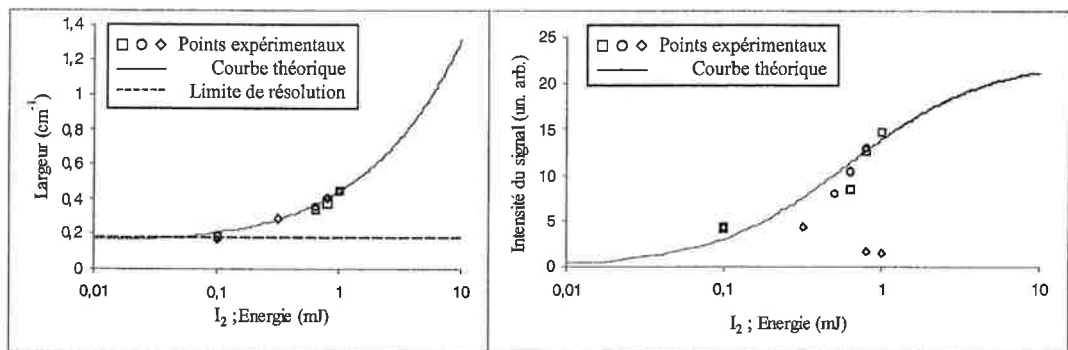 1,4
1,2
1
0,8
0,6
0,4
0,2
0
Largeur (cm⁻¹)
Points expérimentaux
Courbe théorique
Limite de résolution
0,01
0,1
1
10
I₂ ; Energie (mJ)
25
20
15
10
5
0
Intensité du signal (un. arb.)
Points expérimentaux
Courbe théorique
0,01
0,1
1
10
I₂ ; Energie (mJ)